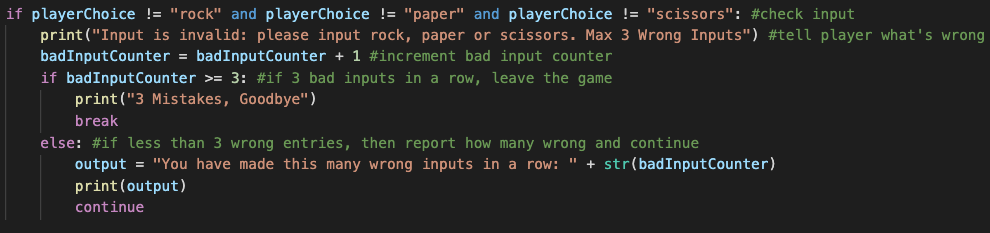 if playerChoice != "rock" and playerChoice != "paper" and playerChoice != "scissors": #check input
print("Input is invalid: please input rock, paper or scissors. Max 3 Wrong Inputs") #tell player what's wrong
badInputCounter = badInputCounter + 1 #increment bad input counter
if badInputCounter >= 3: #if 3 bad inputs in a row, leave the game
print("3 Mistakes, Goodbye")
break
else: #if less than 3 wrong entries, then report how many wrong and continue
output = "You have made this many wrong inputs in a row: " + str(badInputCounter)
print(output)
continue